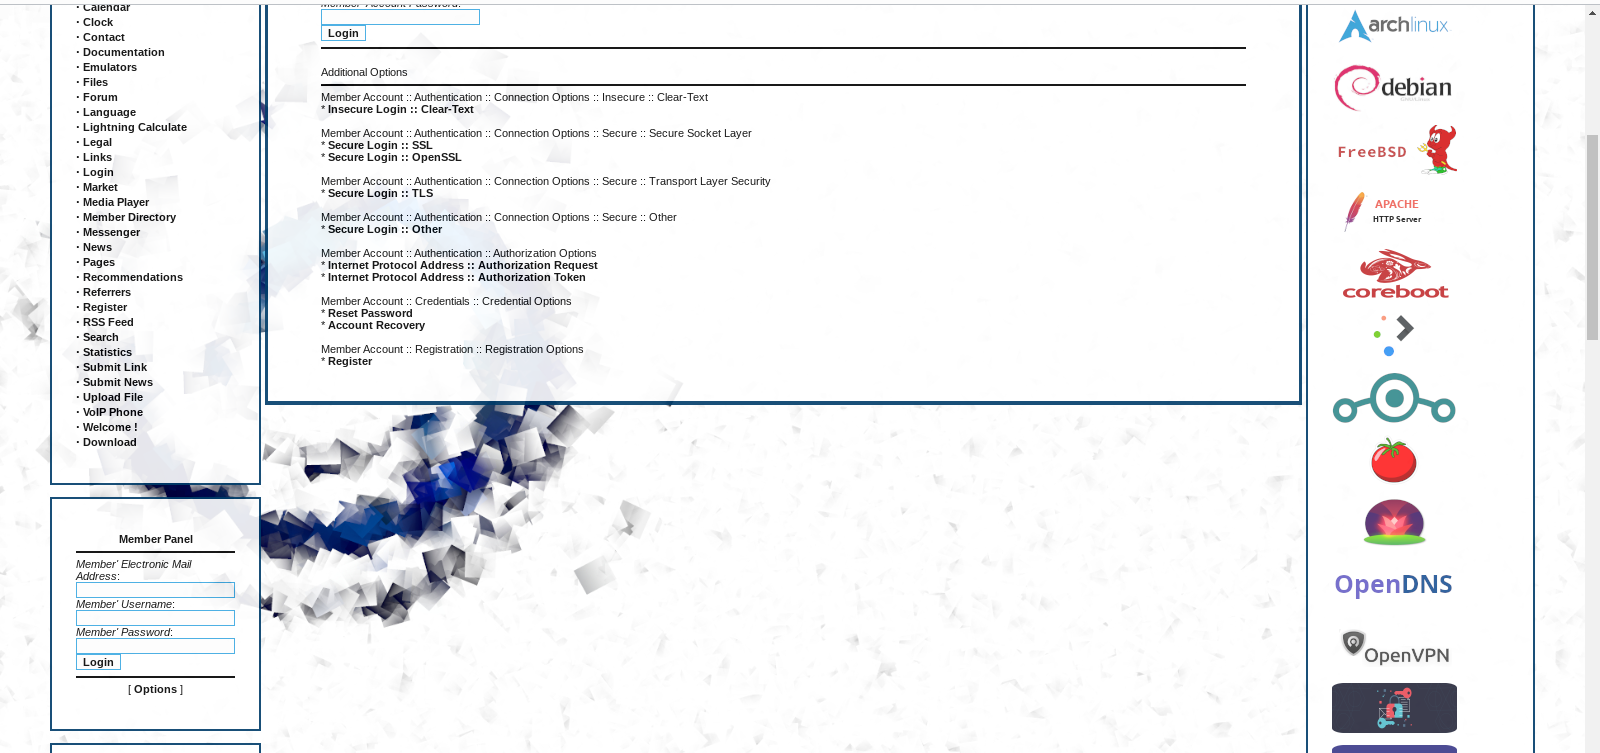 · Calendar
· Clock
· Contact
· Documentation
· Emulators
· Files
· Forum
· Language
· Lightning Calculate
· Legal
· Links
· Login
· Market
· Media Player
· Member Directory
· Messenger
· News
· Pages
· Recommendations
· Referrers
· Register
· RSS Feed
· Search
· Statistics
· Submit Link
· Submit News
· Upload File
· VoIP Phone
· Welcome !
· Download
Member Panel
Member' Electronic Mail
Address:
Member' Username:
Member' Password:
Login
[ Options ]
Member' Account Password:
Login
Additional Options
Member Account :: Authentication :: Connection Options :: Insecure :: Clear-Text
* Insecure Login :: Clear-Text
Member Account :: Authentication :: Connection Options :: Secure :: Secure Socket Layer
* Secure Login :: SSL
* Secure Login :: OpenSSL
Member Account :: Authentication :: Connection Options :: Secure :: Transport Layer Security
* Secure Login :: TLS
Member Account :: Authentication :: Connection Options :: Secure :: Other
* Secure Login :: Other
Member Account :: Authentication :: Authorization Options
* Internet Protocol Address :: Authorization Request
* Internet Protocol Address :: Authorization Token
Member Account :: Credentials :: Credential Options
* Reset Password
* Account Recovery
Member Account :: Registration :: Registration Options
* Register
archlinux
debian
FreeBSD
APACHE
HTTP Server
coreboot
OpenDNS
OpenVPN